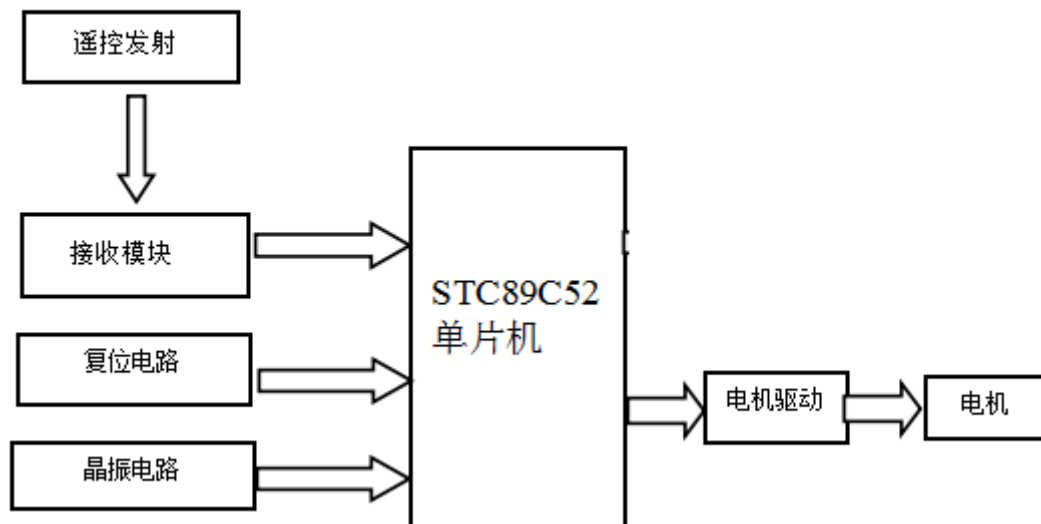 遥控发射
接收模块
复位电路
晶振电路
STC89C52
单片机
电机驱动
电机